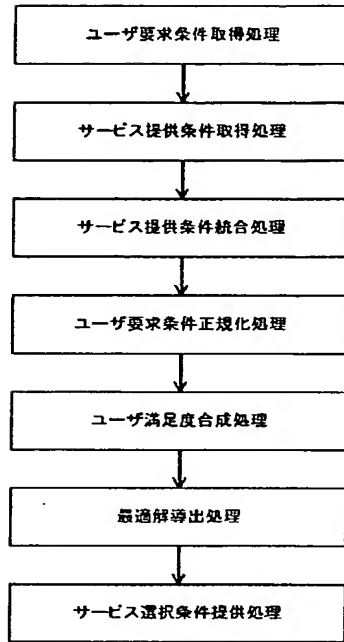 ユーザ要求条件取得処理
サービス提供条件取得処理
サービス提供条件統合処理
ユーザ要求条件正規化処理
ユーザ満足度合成処理
最適解導出処理
サービス選択条件提供処理